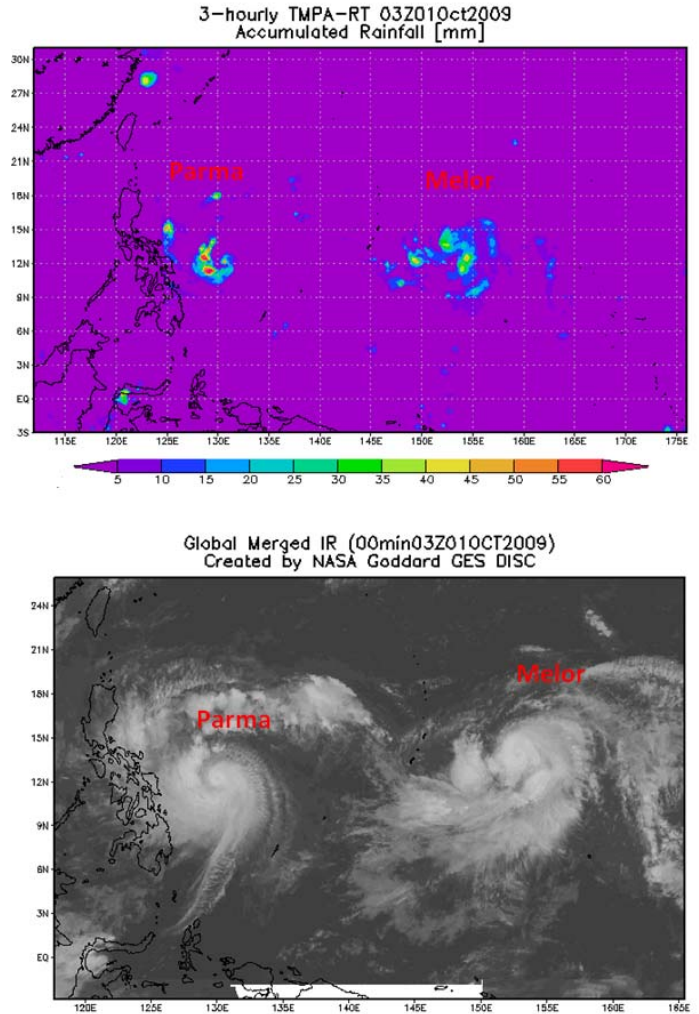 3-hourly TMPA-RT 03Z01Oct2009
Accumulated Rainfall [mm]
30N
27N
24N
21N
Parma
Melor
18N
15N
12N
9N
6N
3N
EQ
3S
115E 120E 125E 130E 135E 140E 145E 150E 155E 160E 165E 170E 175E
5 10 15 20 25 30 35 40 45 50 55 60
Global Merged IR (00min03Z01OCT2009)
Created by NASA Goddard GES DISC
24N
21N
Melor
18N
Parma
15N
12N
9N
6N
3N
EQ
120E 125E 130E 135E 140E 145E 150E 155E 160E 165E